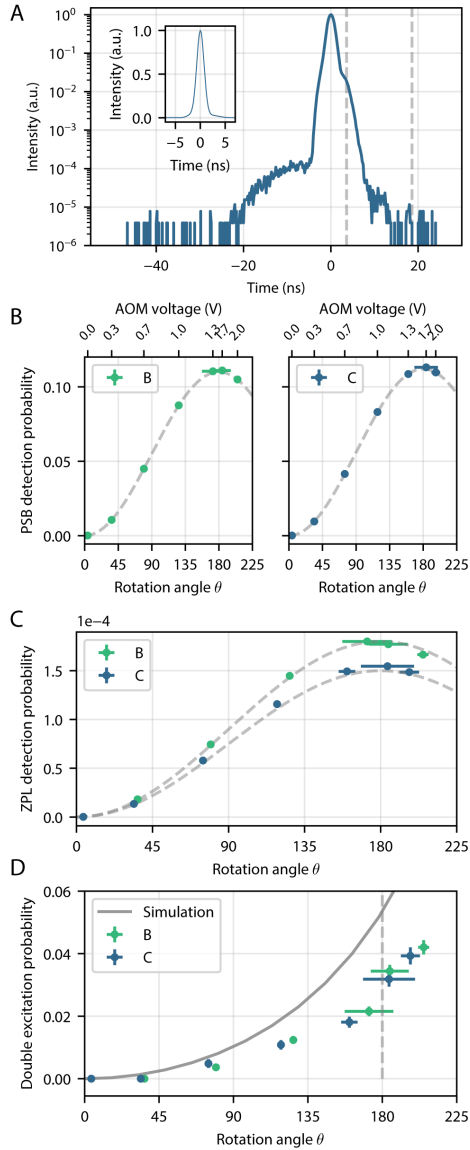 A
Intensity (a.u.)
10⁰
10⁻¹
10⁻²
10⁻³
10⁻⁴
10⁻⁵
10⁻⁶
−40
−20
0
20
Time (ns)
Intensity (a.u.)
1.0
0.5
0.0
−5
0
5
Time (ns)
B
AOM voltage (V)
0.0
0.3
0.7
1.0
1.3
1.7
2.0
AOM voltage (V)
0.0
0.3
0.7
1.0
1.3
1.7
2.0
PSB detection probability
0.10
0.05
0.00
B
C
0
45
90
135
180
225
0
45
90
135
180
225
Rotation angle θ
Rotation angle θ
C
1e−4
ZPL detection probability
1.5
1.0
0.5
0.0
B
C
0
45
90
135
180
225
Rotation angle θ
D
Double excitation probability
0.06
0.04
0.02
0.00
Simulation
B
C
0
45
90
135
180
225
Rotation angle θ